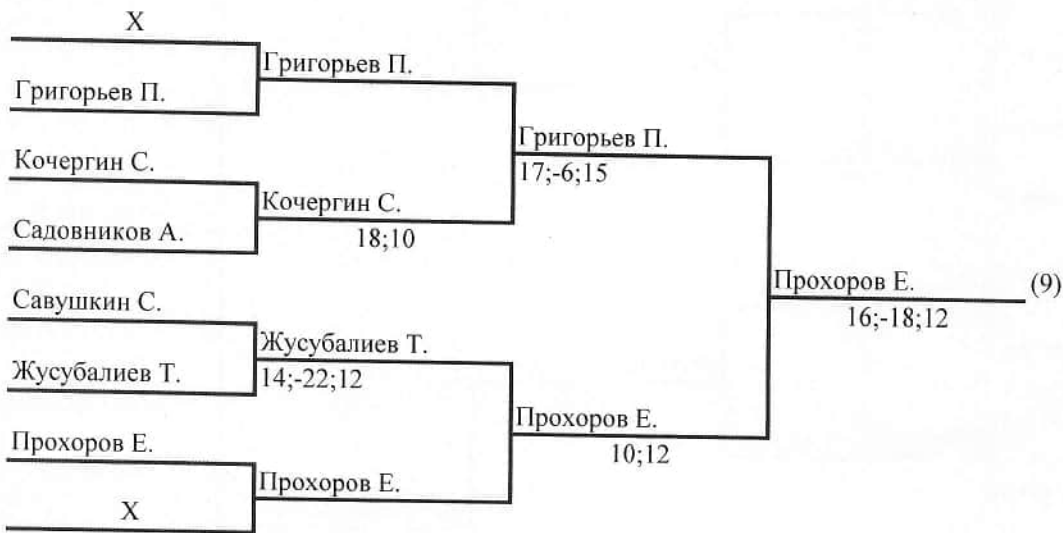 X
Григорьев П.
Григорьев П.
Григорьев П.
17;-6;15
Кочергин С.
Кочергин С.
18;10
Садовников А.
Прохоров Е. (9)
16;-18;12
Савушкин С.
Жусубалиев Т.
14;-22;12
Жусубалиев Т.
Прохоров Е.
10;12
Прохоров Е.
Прохоров Е.
X